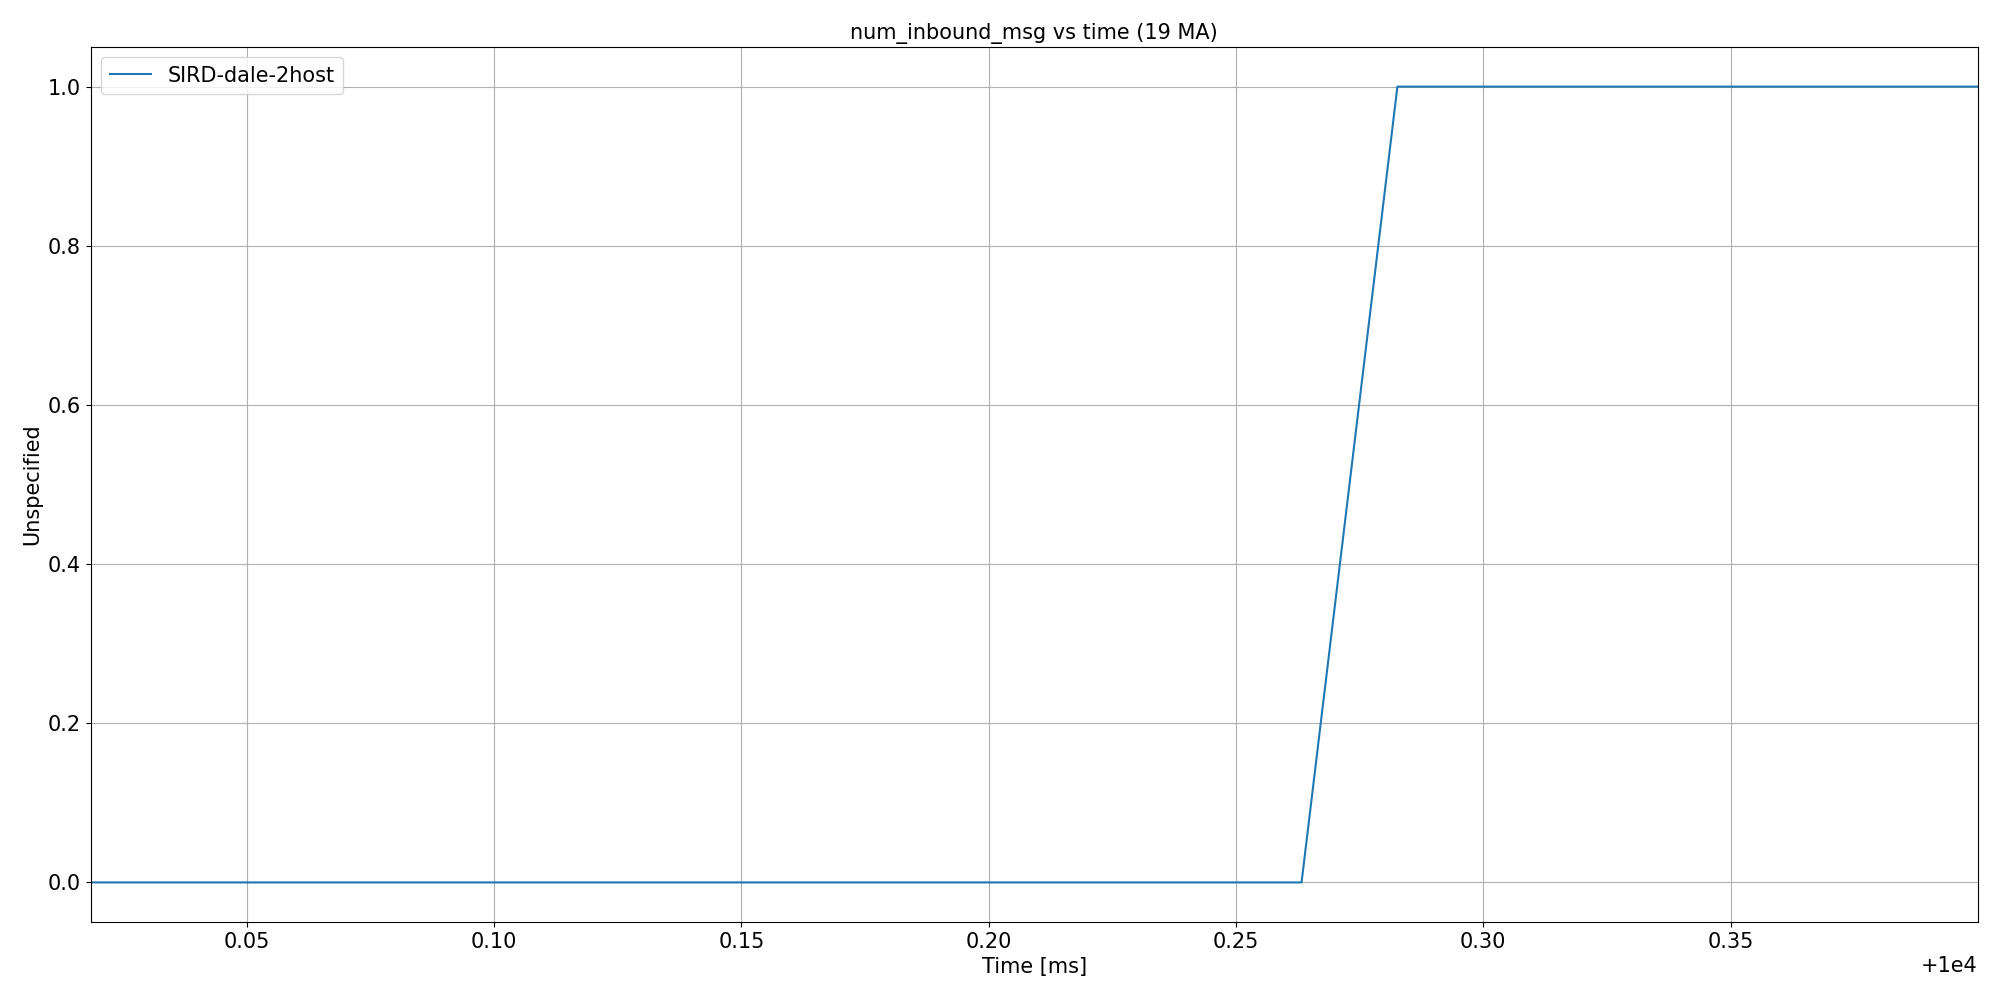 num_inbound_msg vs time (19 MA)
SIRD-dale-2host
1.0
0.8
0.6
0.4
0.2
0.0
Unspecified
0.05 0.10 0.15 0.20 0.25 0.30 0.35
Time [ms]
+1e4